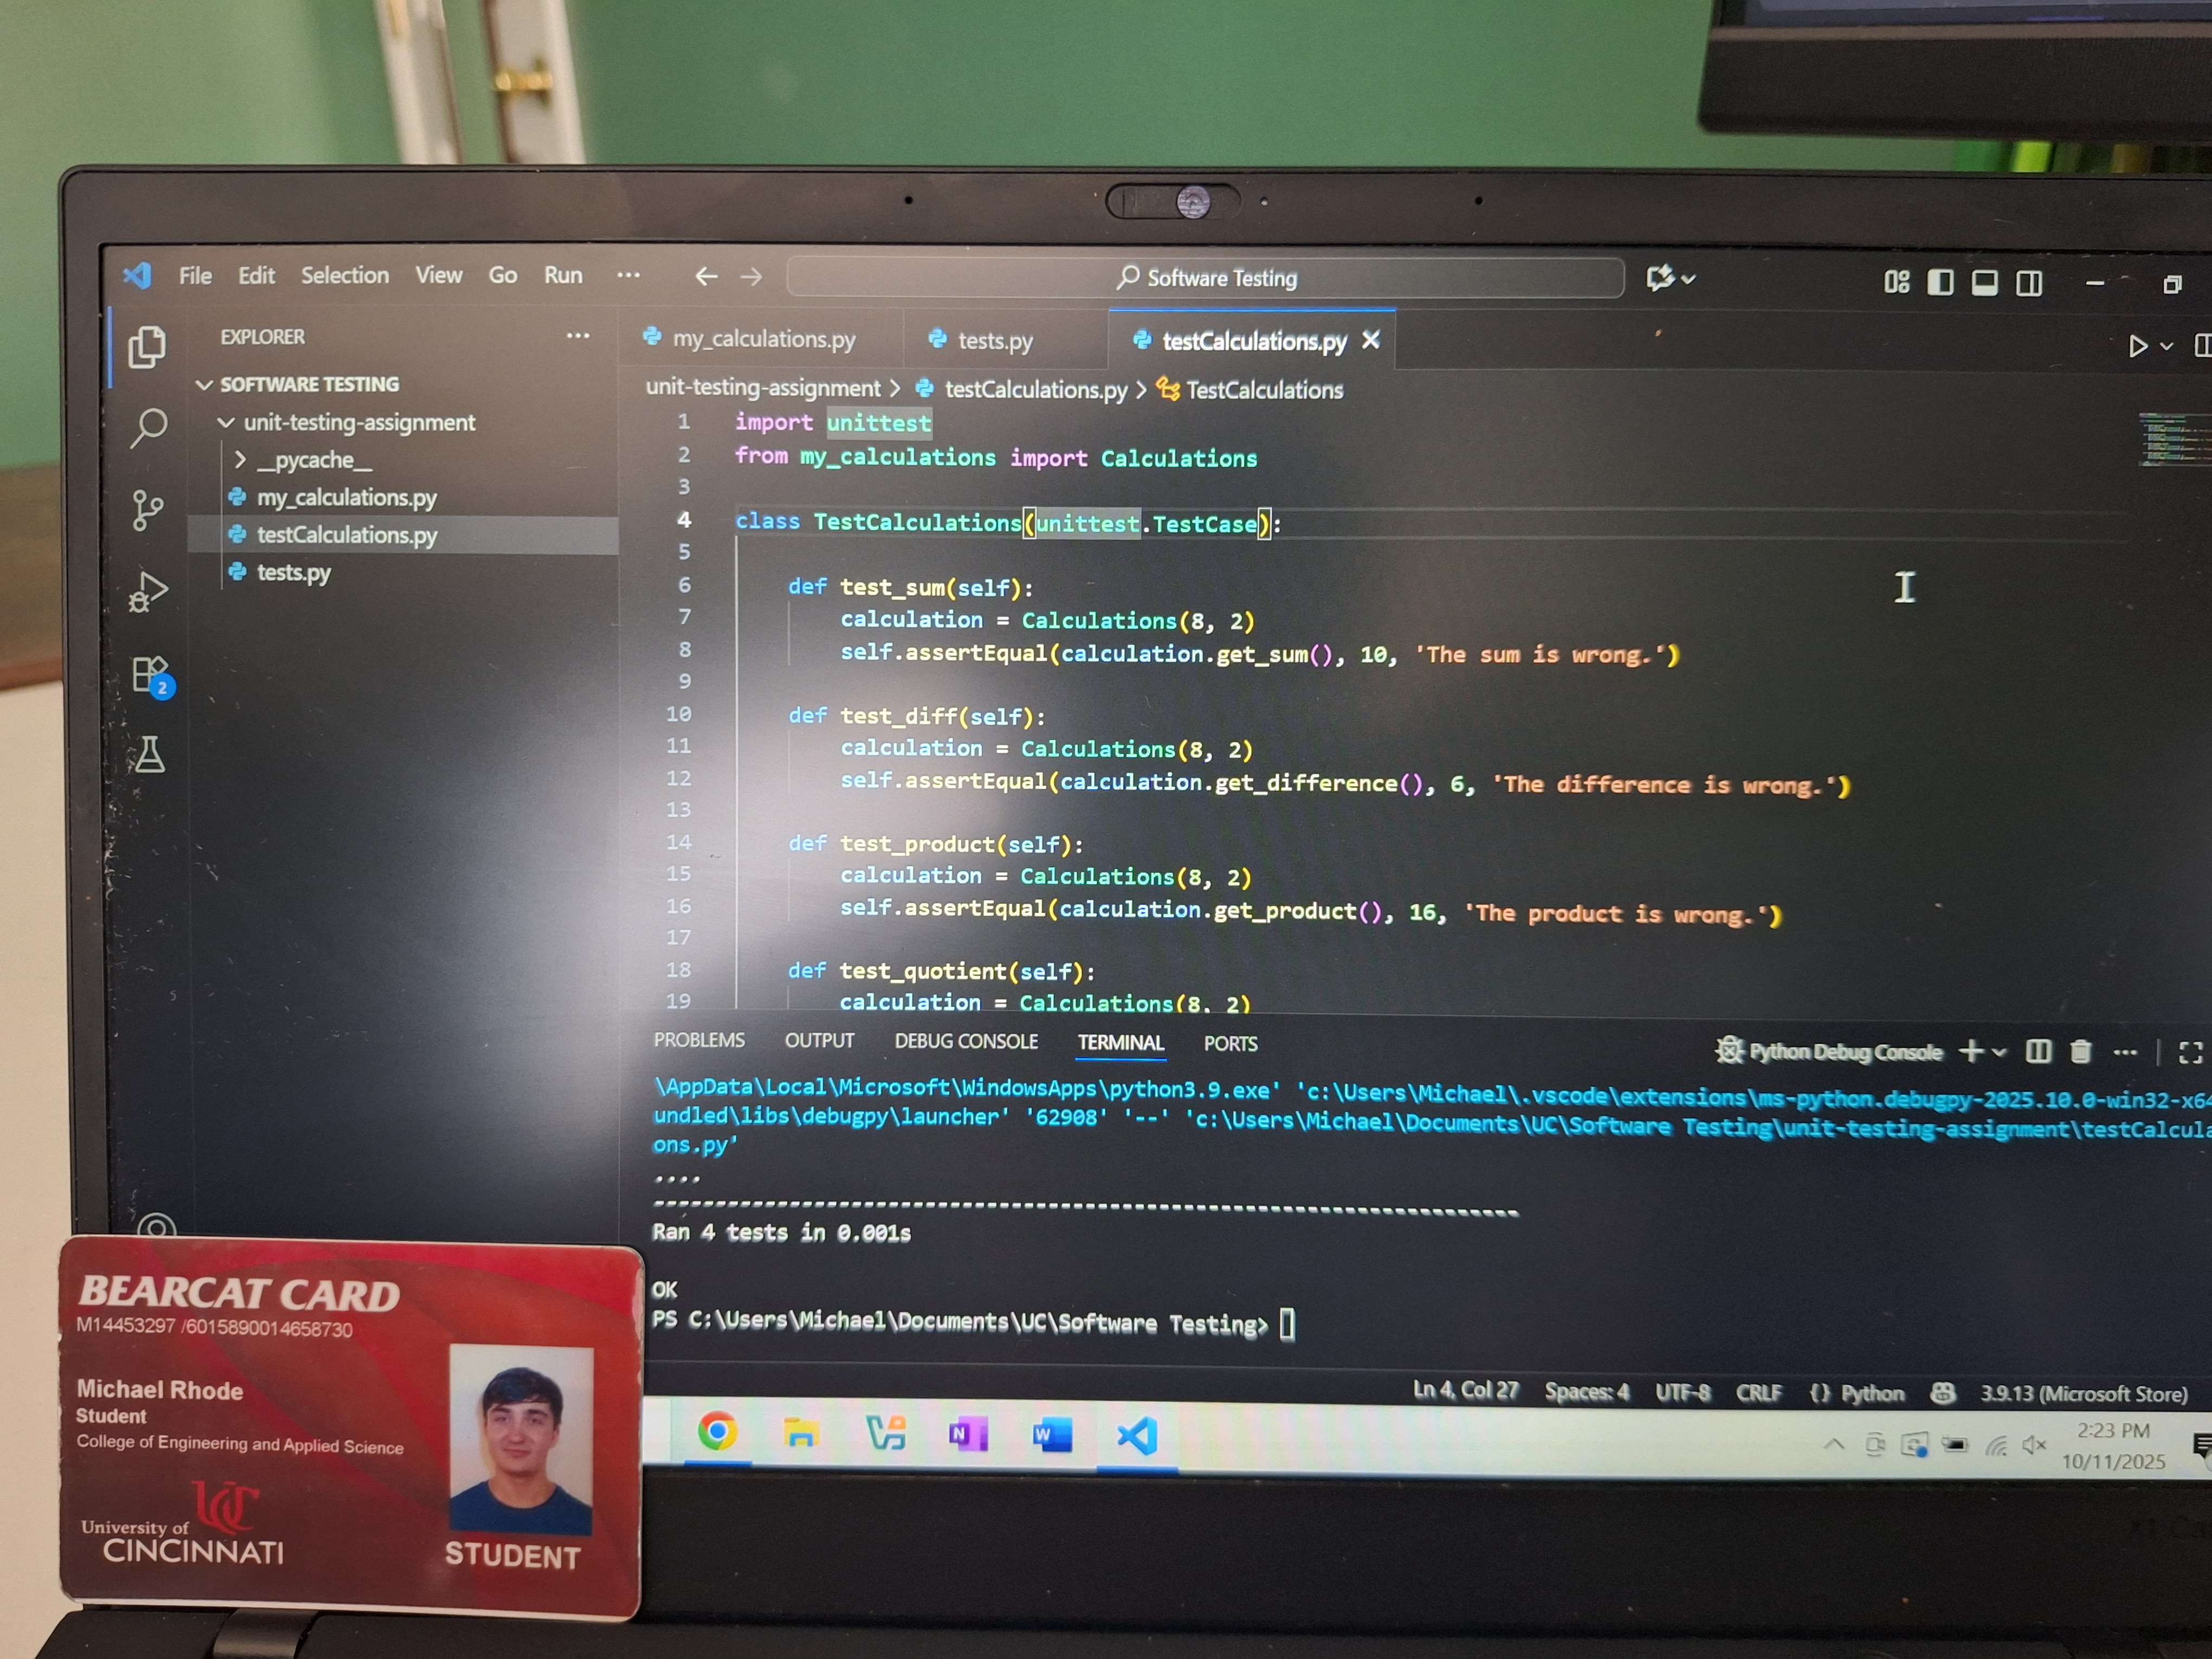 File Edit Selection View Go Run ...
Software Testing
EXPLORER ...
my_calculations.py
tests.py
testCalculations.py
SOFTWARE TESTING
unit-testing-assignment
__pycache__
my_calculations.py
testCalculations.py
tests.py
2
unit-testing-assignment > testCalculations.py > TestCalculations
1 import unittest
2 from my_calculations import Calculations
3
4 class TestCalculations(unittest.TestCase):
5
6 def test_sum(self):
7 calculation = Calculations(8, 2)
8 self.assertEqual(calculation.get_sum(), 10, 'The sum is wrong.')
9
10 def test_diff(self):
11 calculation = Calculations(8, 2)
12 self.assertEqual(calculation.get_difference(), 6, 'The difference is wrong.')
13
14 def test_product(self):
15 calculation = Calculations(8, 2)
16 self.assertEqual(calculation.get_product(), 16, 'The product is wrong.')
17
18 def test_quotient(self):
19 calculation = Calculations(8, 2)
PROBLEMS OUTPUT DEBUG CONSOLE TERMINAL PORTS
Python Debug Console
\AppData\Local\Microsoft\WindowsApps\python3.9.exe' 'c:\Users\Michael\.vscode\extensions\ms-python.debugpy-2025.10.0-win32-x64
undled\libs\debugpy\launcher' '62908' '--' 'c:\Users\Michael\Documents\UC\Software Testing\unit-testing-assignment\testCalcula
ons.py'
....
----------------------------------------------------------------------
Ran 4 tests in 0.001s
OK
PS C:\Users\Michael\Documents\UC\Software Testing>
Ln 4, Col 27 Spaces: 4 UTF-8 CRLF {} Python 3.9.13 (Microsoft Store)
2:23 PM
10/11/2025
BEARCAT CARD
M14453297 /6015890014658730
Michael Rhode
Student
College of Engineering and Applied Science
UC
University of
CINCINNATI
STUDENT